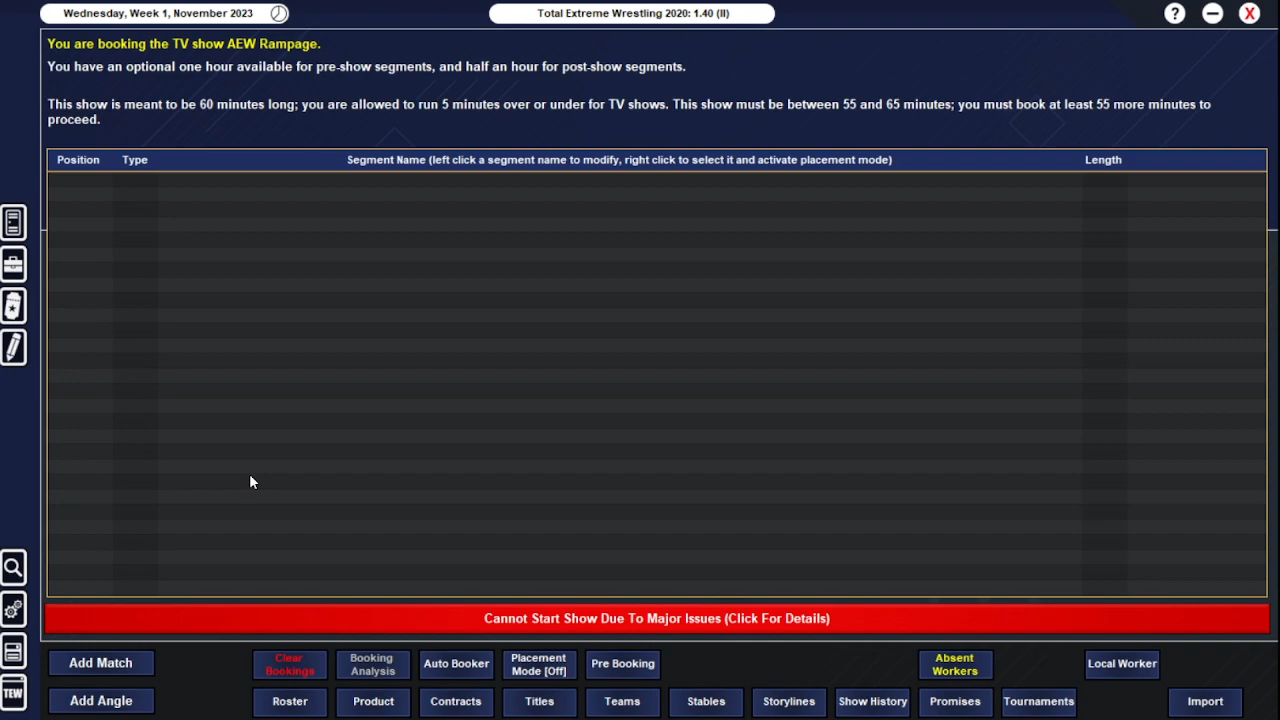 Wednesday, Week 1, November 2023
Total Extreme Wrestling 2020: 1.40 (II)
?
X
You are booking the TV show AEW Rampage.
You have an optional one hour available for pre-show segments, and half an hour for post-show segments.
This show is meant to be 60 minutes long; you are allowed to run 5 minutes over or under for TV shows. This show must be between 55 and 65 minutes; you must book at least 55 more minutes to
proceed.
Position Type Segment Name (left click a segment name to modify, right click to select it and activate placement mode) Length
Cannot Start Show Due To Major Issues (Click For Details)
Add Match
Clear
Bookings
Booking
Analysis
Auto Booker
Placement
Mode [Off]
Pre Booking
Absent
Workers
Local Worker
TEW
Add Angle
Roster
Product
Contracts
Titles
Teams
Stables
Storylines
Show History
Promises
Tournaments
Import